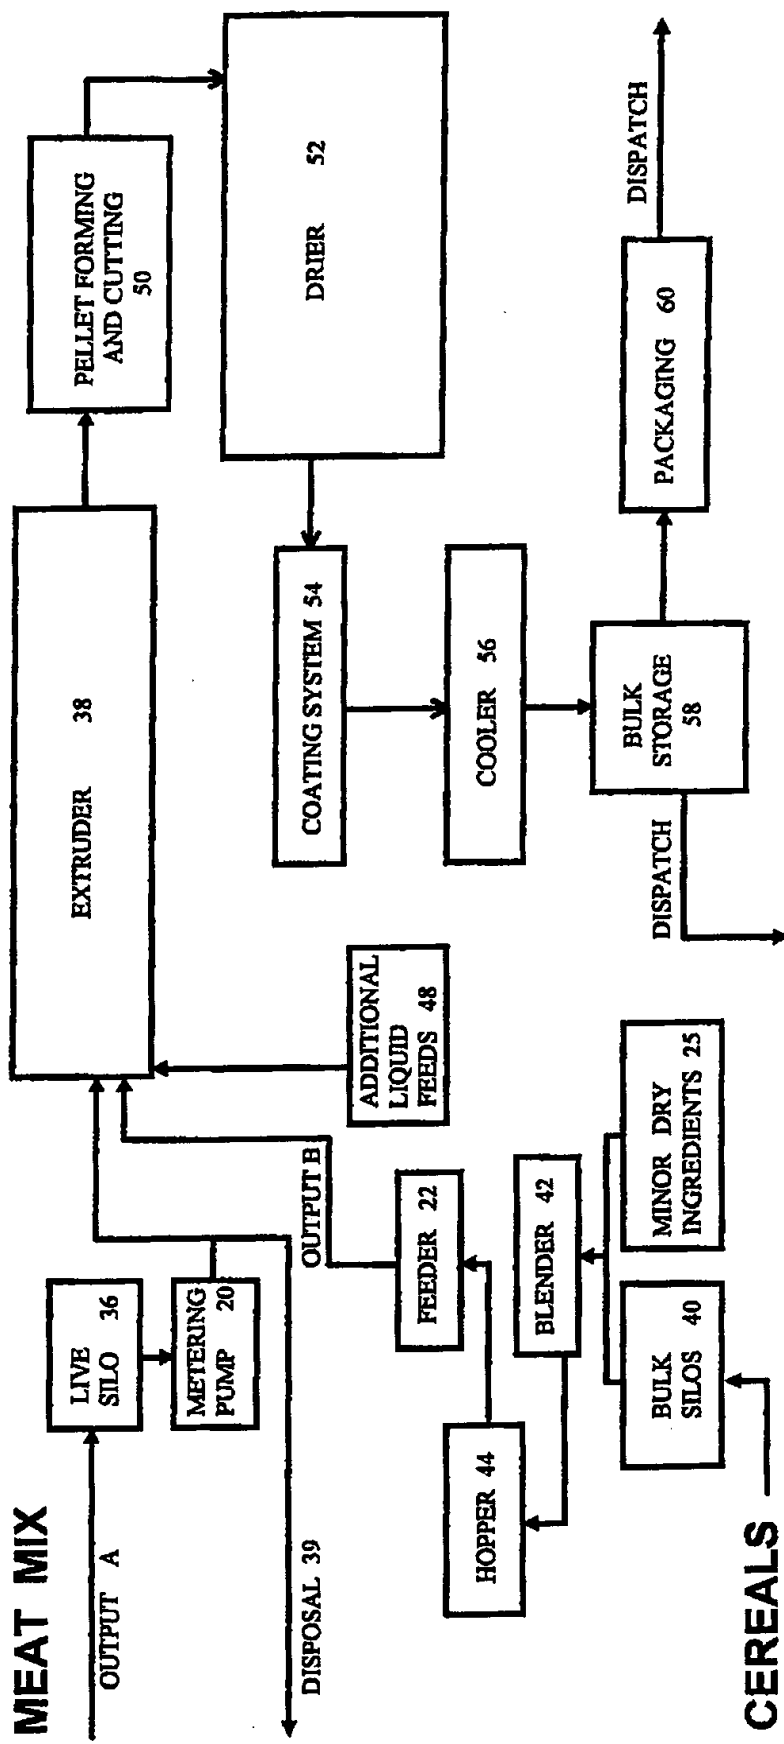 MEAT MIX
OUTPUT A
LIVE
SILO 36
METERING
PUMP 20
DISPOSAL 39
EXTRUDER 38
PELLET FORMING
AND CUTTING
50
DRIER 52
OUTPUT B
ADDITIONAL
LIQUID
FEEDS 48
COATING SYSTEM 54
FEEDER 22
COOLER 56
HOPPER 44
BLENDER 42
BULK
SILOS 40
MINOR DRY
INGREDIENTS 25
DISPATCH
BULK
STORAGE
58
PACKAGING 60
DISPATCH
CEREALS